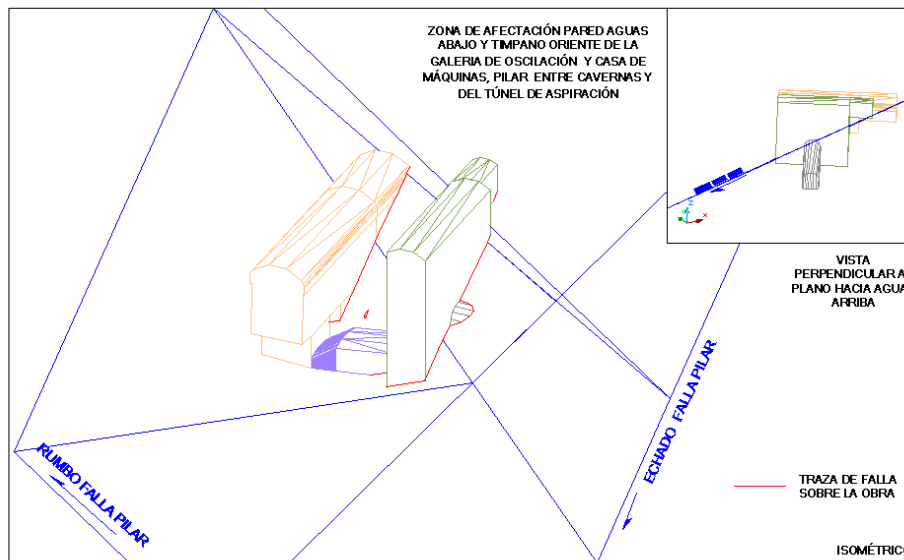 ZONA DE AFECTACIÓN PARED AGUAS
ABAJO Y TIMPANO ORIENTE DE LA
GALERIA DE OSCILACIÓN Y CASA DE
MÁQUINAS, PILAR ENTRE CAVERNAS Y
DEL TÚNEL DE ASPIRACIÓN
Z
X
VISTA
PERPENDICULAR A
PLANO HACIA AGUA
ARRIBA
ECHADO FALLA PILAR
RUMBO FALLA PILAR
TRAZA DE FALLA
SOBRE LA OBRA
ISOMÉTRICO